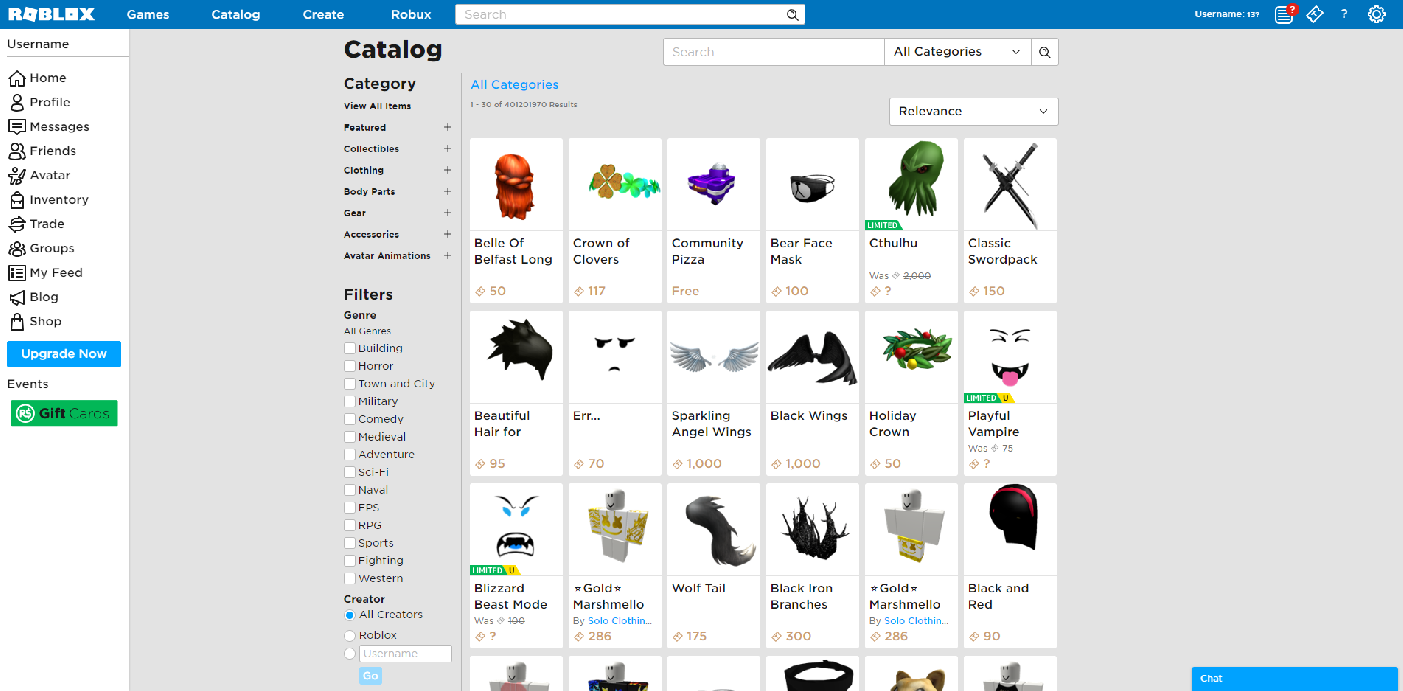 ROBLOX
Games
Catalog
Create
Robux
Search
Username: 13?
?
?
Username
Home
Profile
Messages
Friends
Avatar
Inventory
Trade
Groups
My Feed
Blog
Shop
Upgrade Now
Events
R$ Gift Cards
Catalog
Search
All Categories
Category
View All Items
Featured +
Collectibles +
Clothing +
Body Parts +
Gear +
Accessories +
Avatar Animations +
Filters
Genre
All Genres
Building
Horror
Town and City
Military
Comedy
Medieval
Adventure
Sci-Fi
Naval
FPS
RPG
Sports
Fighting
Western
Creator
All Creators
Roblox
Username
Go
All Categories
1 - 30 of 401201970 Results
Relevance
Belle Of
Belfast Long
50
Crown of
Clovers
117
Community
Pizza
Free
Bear Face
Mask
100
LIMITED
Cthulhu
Was 2,000
?
Classic
Swordpack
150
Beautiful
Hair for
95
Err...
70
Sparkling
Angel Wings
1,000
Black Wings
1,000
Holiday
Crown
50
LIMITED U
Playful
Vampire
Was 75
?
LIMITED U
Blizzard
Beast Mode
Was 100
?
⭐Gold⭐
Marshmello
By Solo Clothin...
286
Wolf Tail
175
Black Iron
Branches
300
⭐Gold⭐
Marshmello
By Solo Clothin...
286
Black and
Red
90
Chat